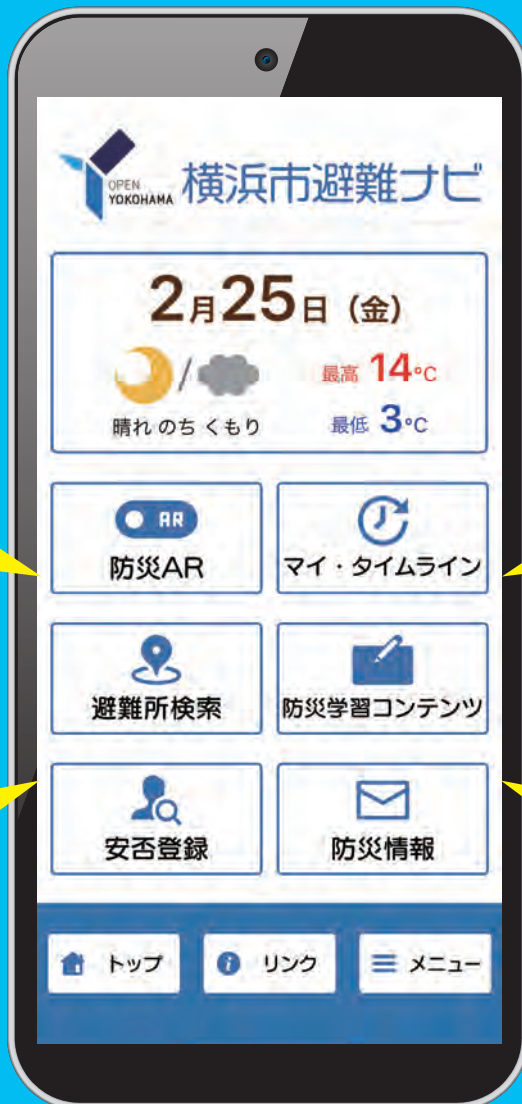 OPEN
YOKOHAMA
横浜市避難ナビ
2月25日（金）
最高 14°C
晴れ のち くもり
最低 3°C
AR
防災AR
マイ・タイムライン
避難所検索
防災学習コンテンツ
安否登録
防災情報
トップ
リンク
メニュー